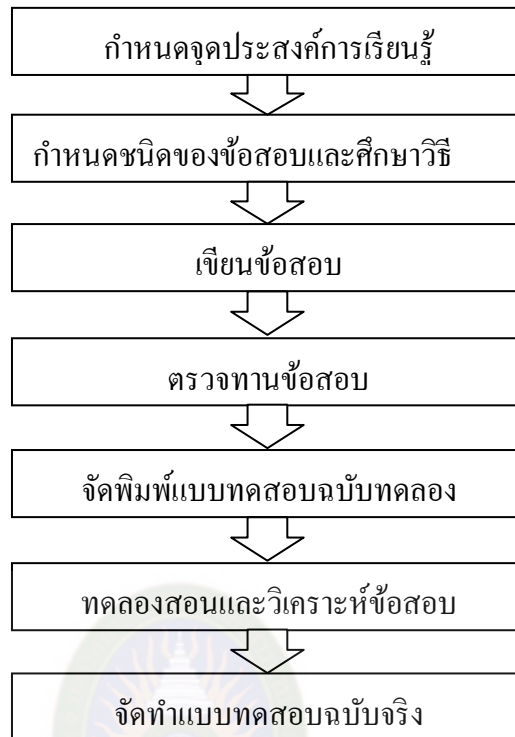 กำหนดจุดประสงค์การเรียนรู้
กำหนดชนิดของข้อสอบและศึกษาวิธี
เขียนข้อสอบ
ตรวจทานข้อสอบ
จัดพิมพ์แบบทดสอบฉบับทดลอง
ทดลองสอนและวิเคราะห์ข้อสอบ
จัดทำแบบทดสอบฉบับจริง